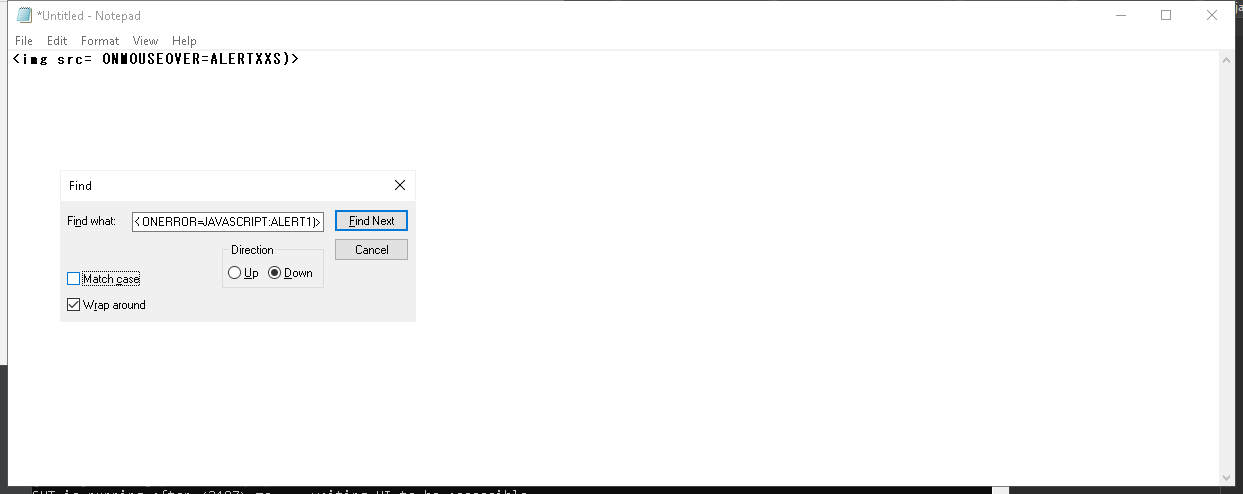 *Untitled - Notepad
File Edit Format View Help
<img src= ONMOUSEOVER=ALERTXXS)>
Find
Find what: < ONERROR=JAVASCRIPT:ALERT1)> Find Next
Direction Cancel
Up Down
Match case
Wrap around